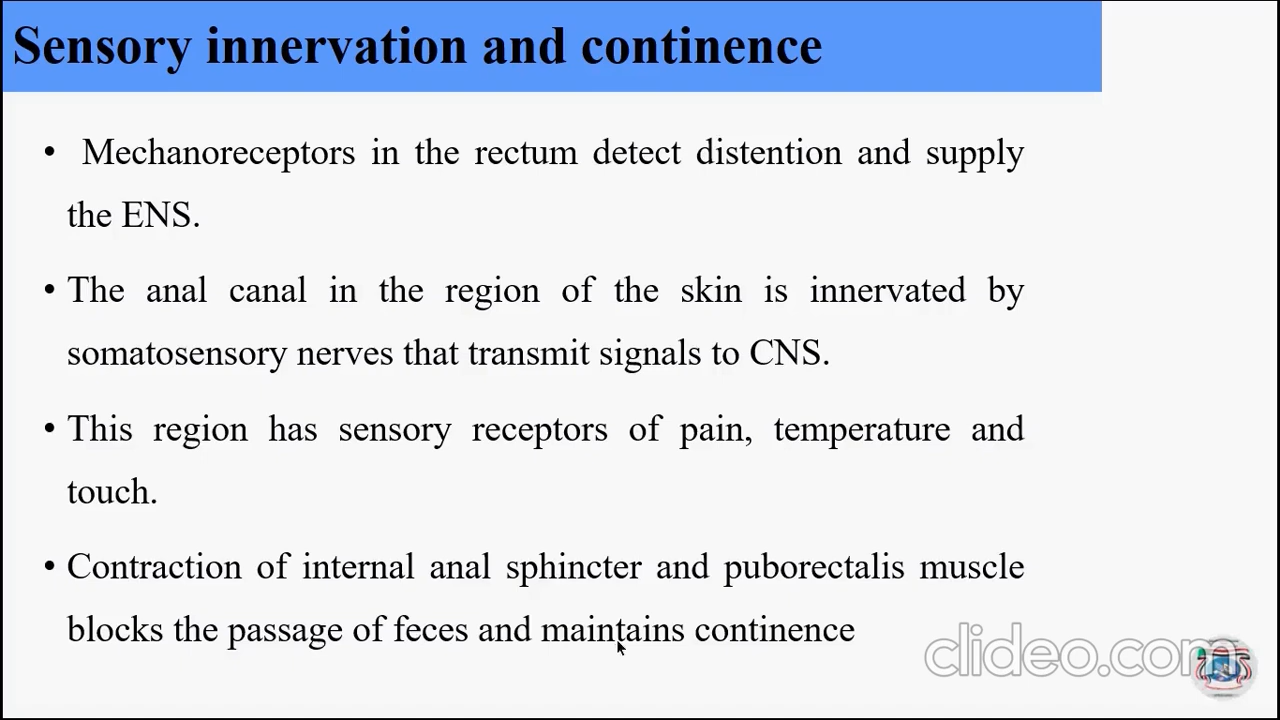 Sensory innervation and continence
• Mechanoreceptors in the rectum detect distention and supply
the ENS.
• The anal canal in the region of the skin is innervated by
somatosensory nerves that transmit signals to CNS.
• This region has sensory receptors of pain, temperature and
touch.
• Contraction of internal anal sphincter and puborectalis muscle
blocks the passage of feces and maintains continence
clideo.com